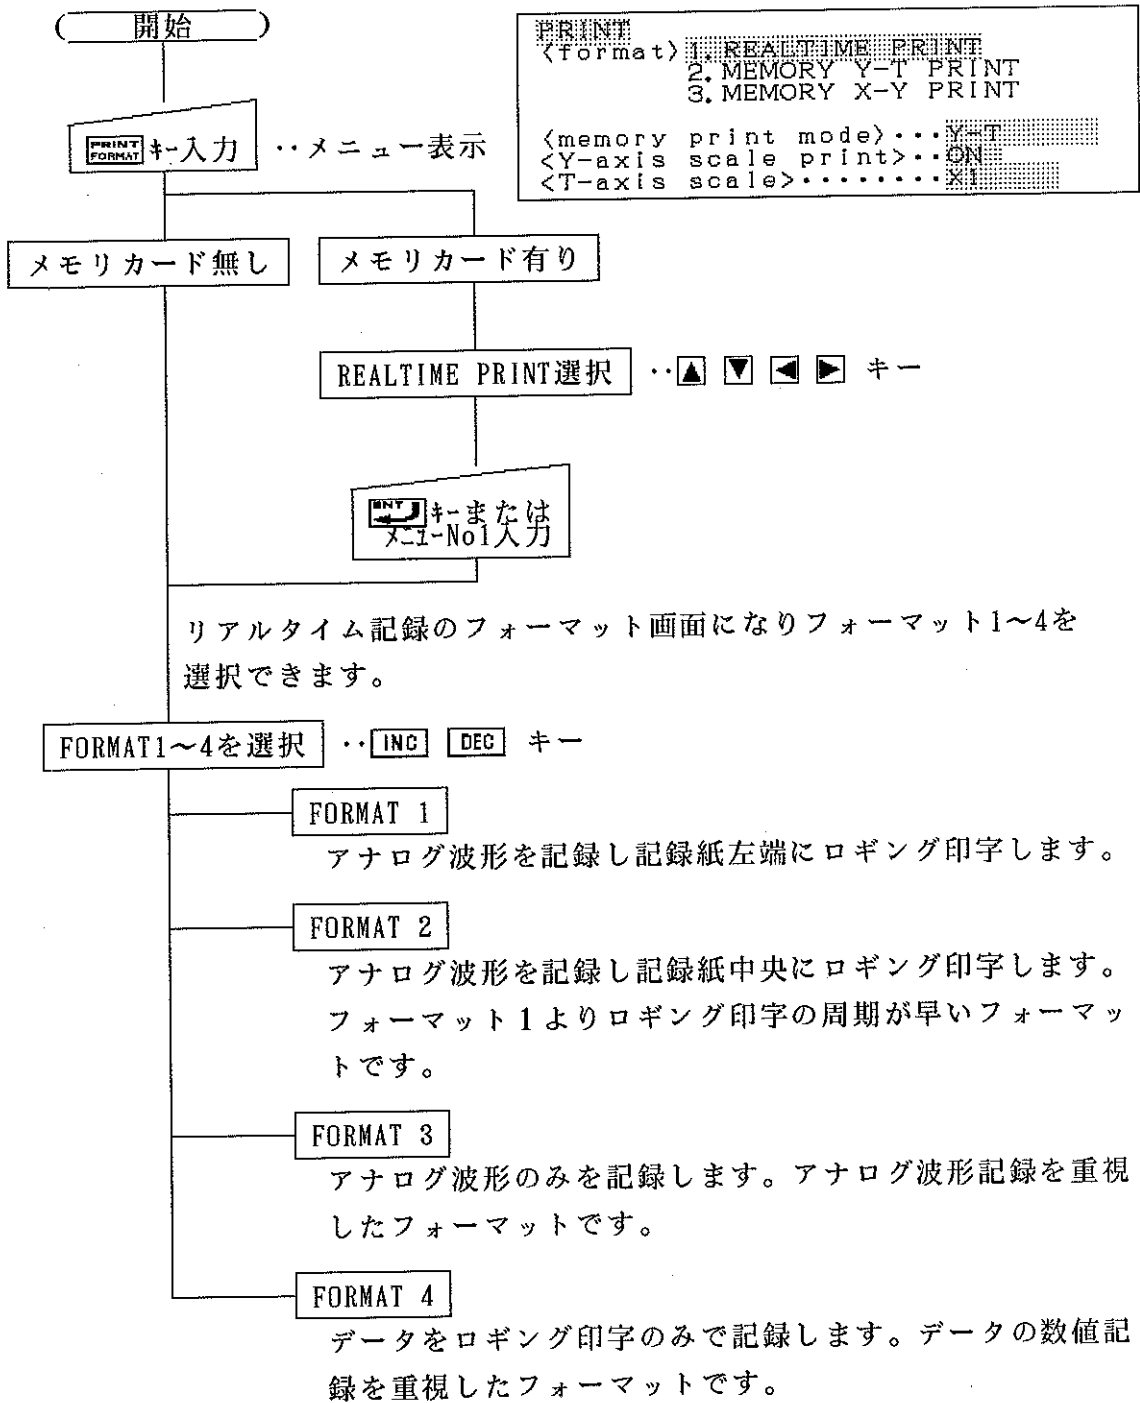 開始
PRINT
<format> 1. REALTIME PRINT
2. MEMORY Y-T PRINT
3. MEMORY X-Y PRINT
<memory print mode>・・・Y-T
<Y-axis scale print>・・ON
<T-axis scale>・・・・・・・・X1
PRINT FORMAT キー入力 ・・メニュー表示
メモリカード無し メモリカード有り
REALTIME PRINT選択 ・・▲ ▼ ◀ ▶ キー
ENT キーまたは
メニューNo1入力
リアルタイム記録のフォーマット画面になりフォーマット1〜4を
選択できます。
FORMAT1〜4を選択 ・・INC DEC キー
FORMAT 1
アナログ波形を記録し記録紙左端にロギング印字します。
FORMAT 2
アナログ波形を記録し記録紙中央にロギング印字します。
フォーマット1よりロギング印字の周期が早いフォーマッ
トです。
FORMAT 3
アナログ波形のみを記録します。アナログ波形記録を重視
したフォーマットです。
FORMAT 4
データをロギング印字のみで記録します。データの数値記
録を重視したフォーマットです。